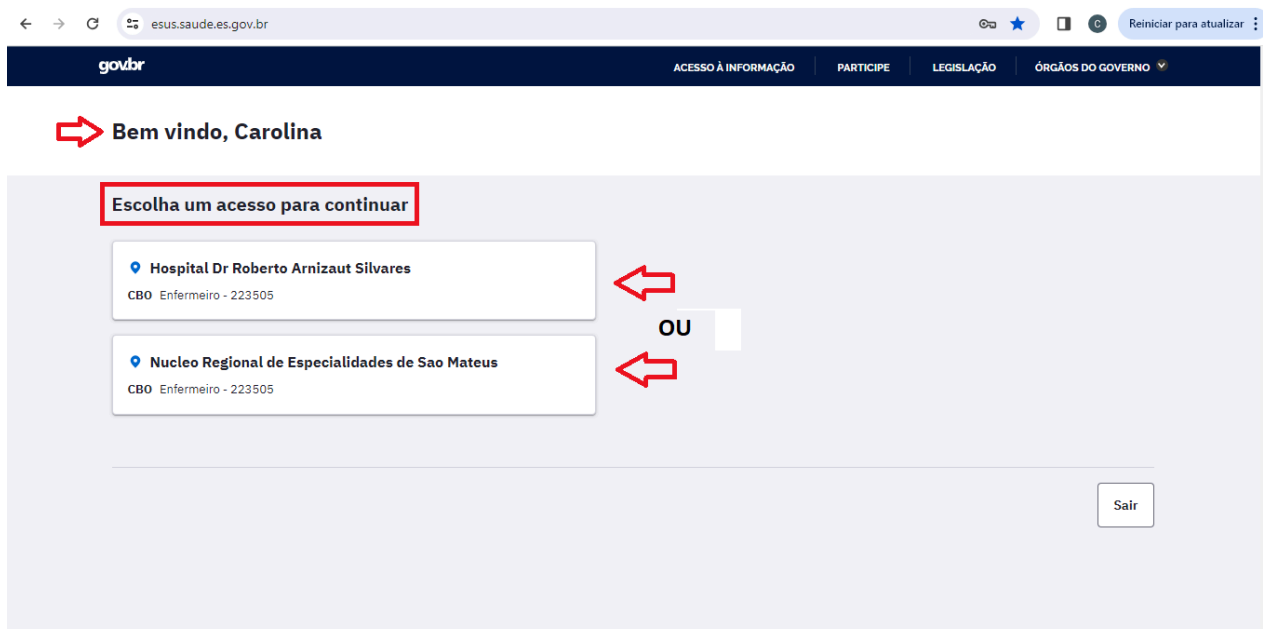 esus.saude.es.gov.br
C
Reiniciar para atualizar
gov.br
ACESSO À INFORMAÇÃO PARTICIPE LEGISLAÇÃO ÓRGÃOS DO GOVERNO
Bem vindo, Carolina
Escolha um acesso para continuar
Hospital Dr Roberto Arnizaut Silvares
CBO Enfermeiro - 223505
OU
Nucleo Regional de Especialidades de Sao Mateus
CBO Enfermeiro - 223505
Sair